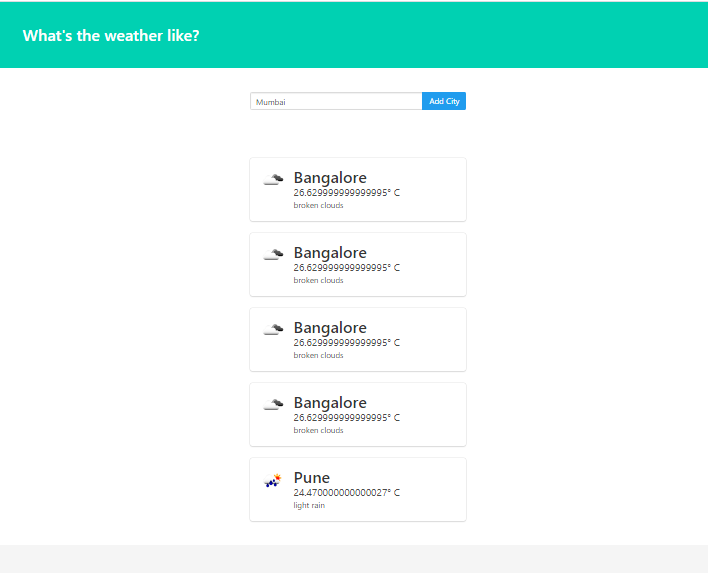 What's the weather like?
Mumbai
Add City
Bangalore
26.629999999999995° C
broken clouds
Bangalore
26.629999999999995° C
broken clouds
Bangalore
26.629999999999995° C
broken clouds
Bangalore
26.629999999999995° C
broken clouds
Pune
24.470000000000027° C
light rain